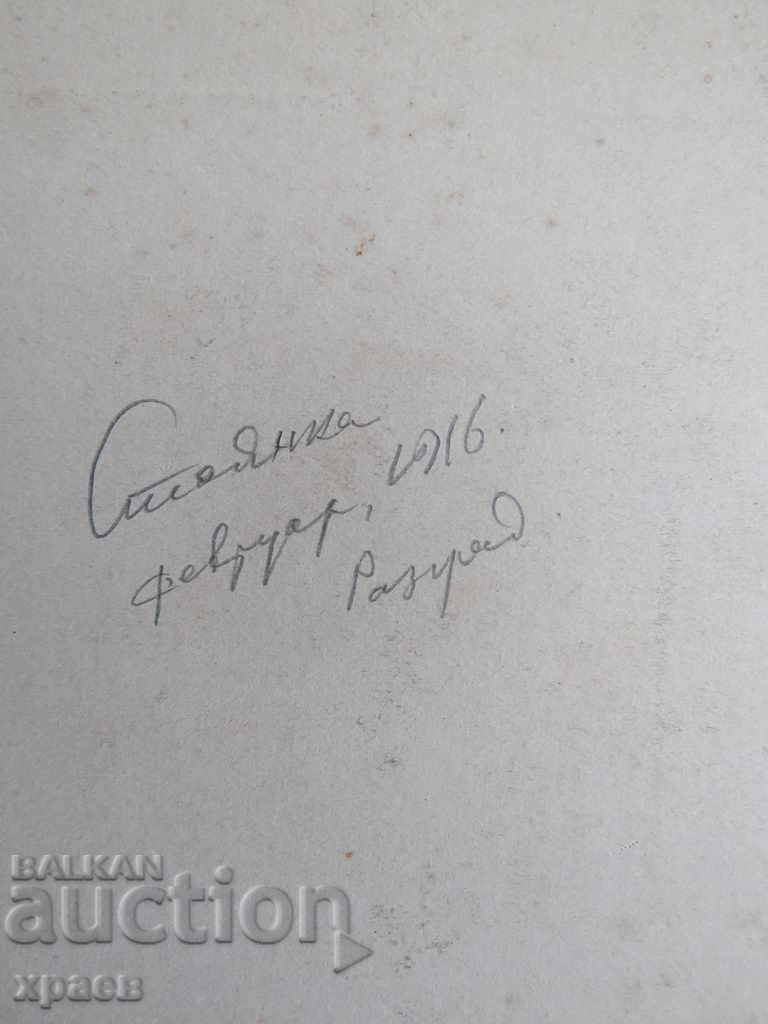 Стоянка
февруар, 1916.
Разград.
BALKAN
auction
храев